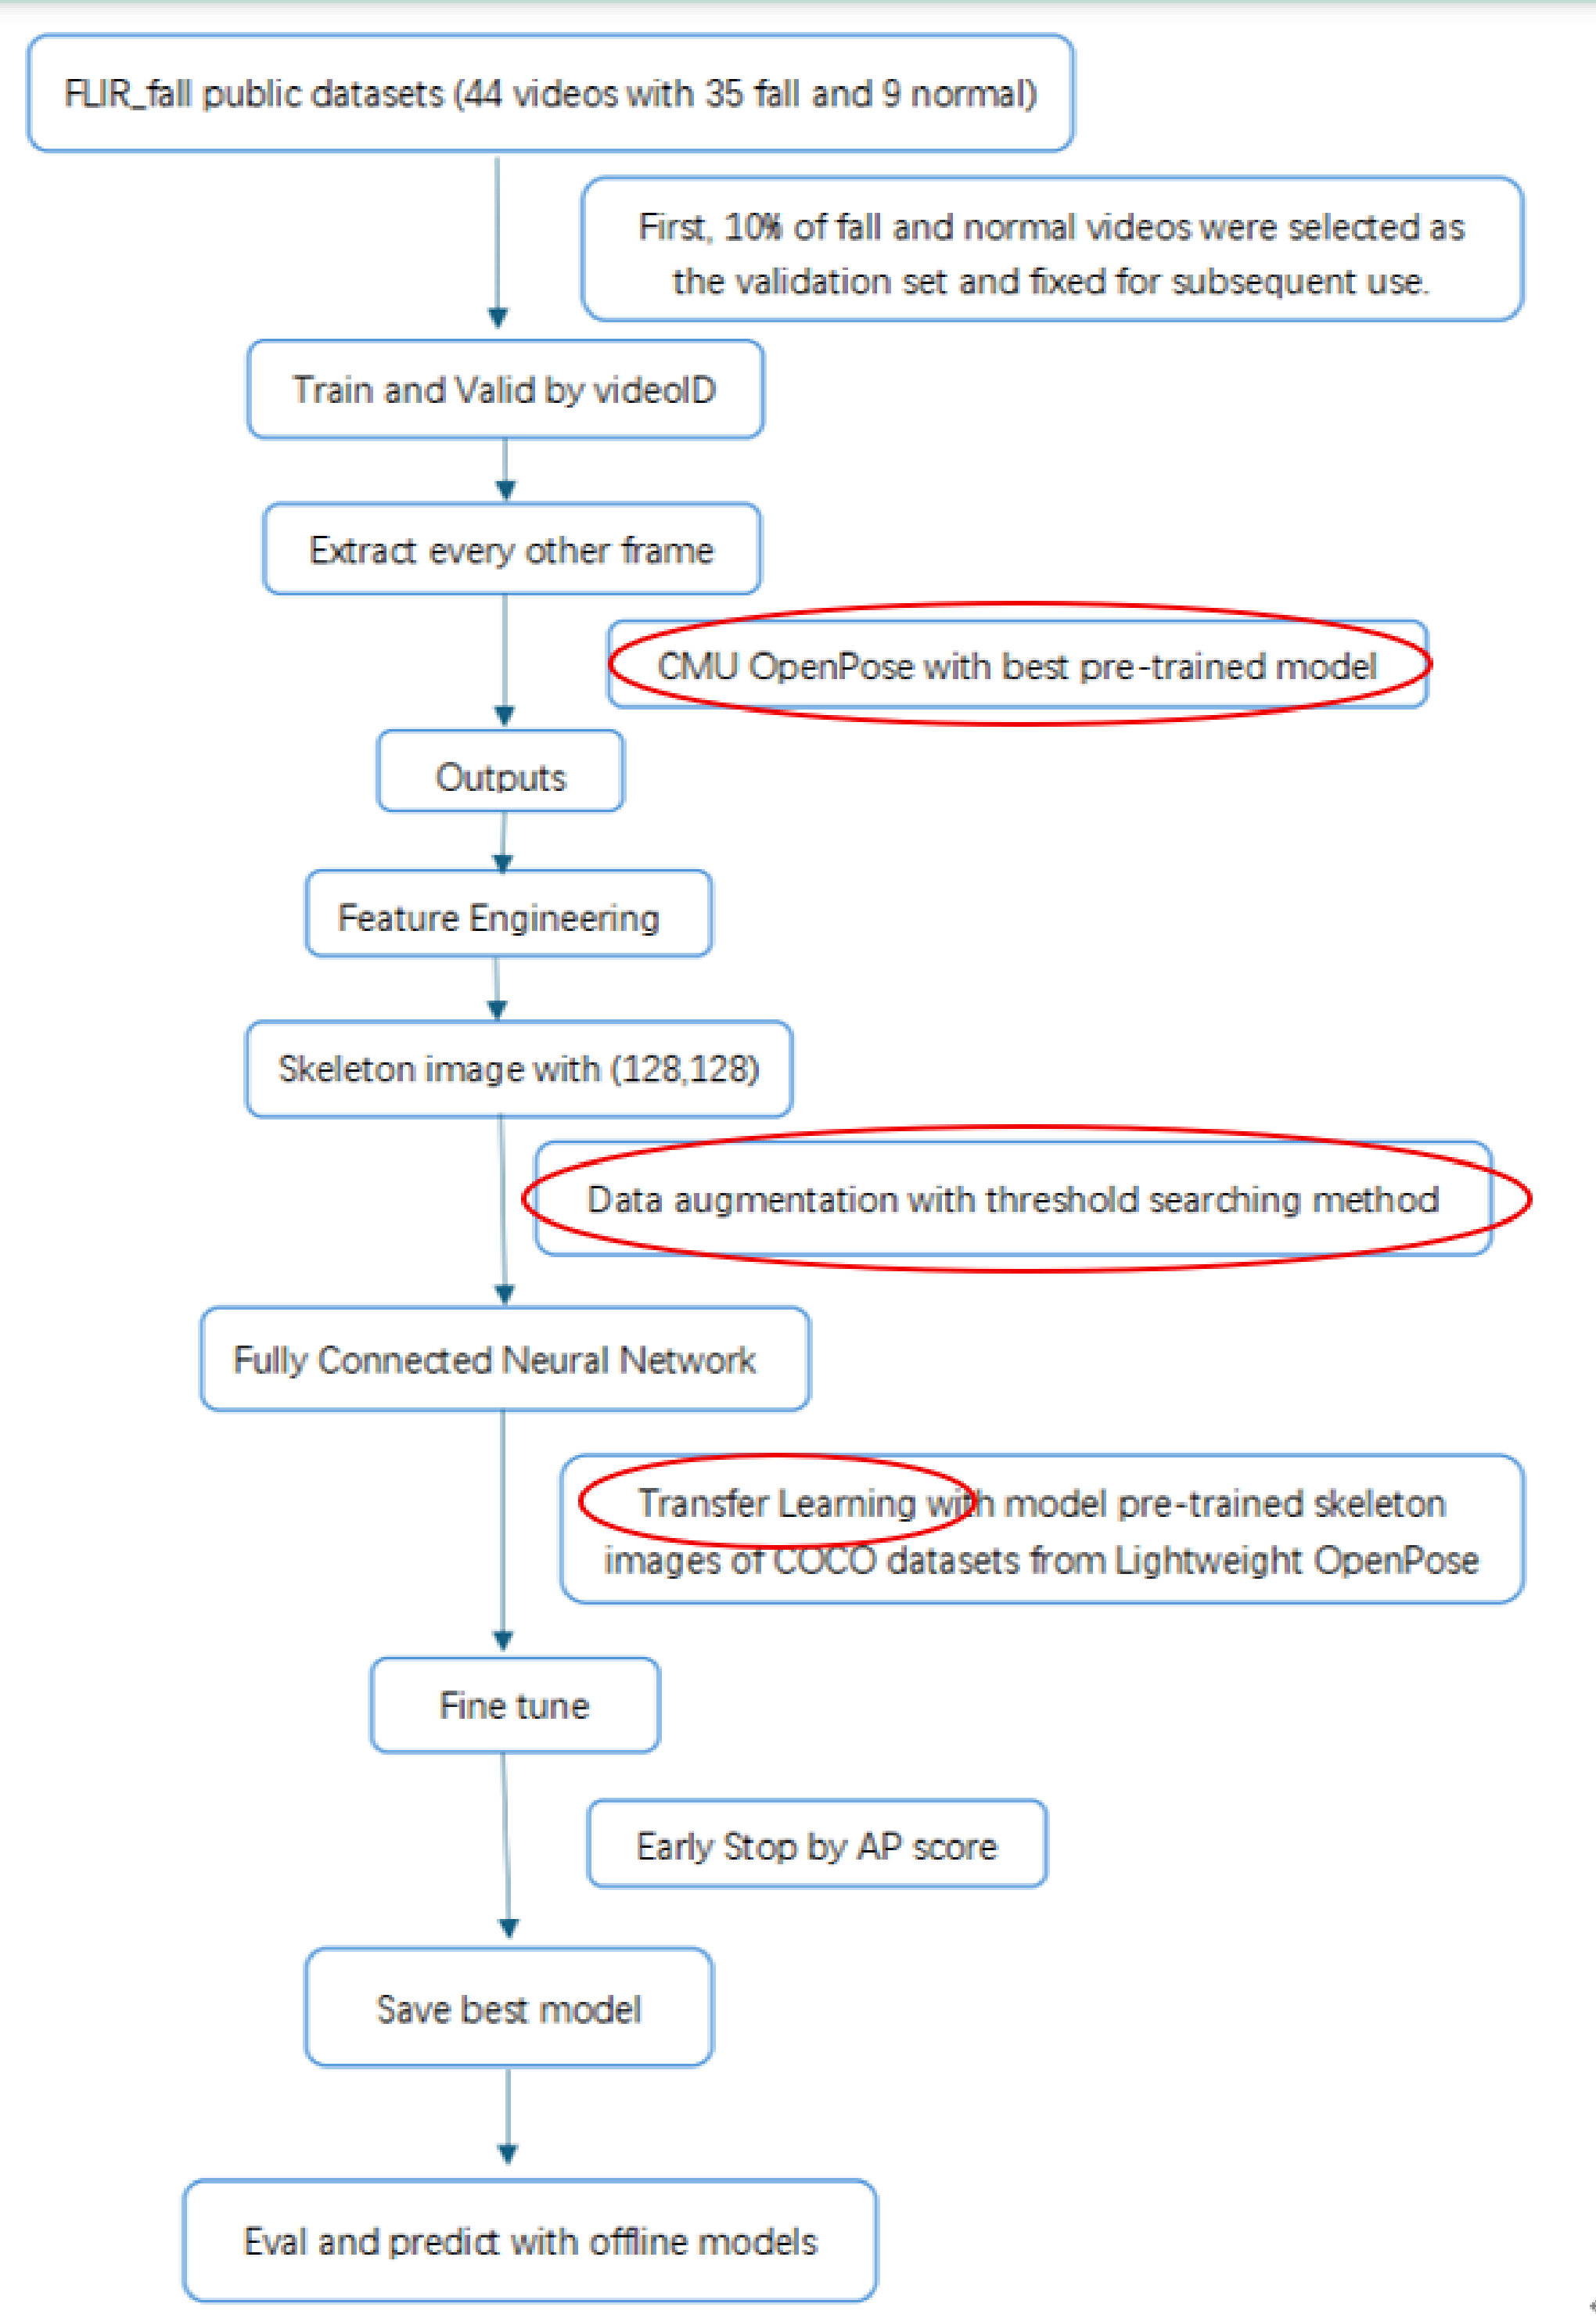 FLIR_fall public datasets (44 videos with 35 fall and 9 normal)
First, 10% of fall and normal videos were selected as
the validation set and fixed for subsequent use.
Train and Valid by videoID
Extract every other frame
CMU OpenPose with best pre-trained model
Outputs
Feature Engineering
Skeleton image with (128,128)
Data augmentation with threshold searching method
Fully Connected Neural Network
Transfer Learning with model pre-trained skeleton
images of COCO datasets from Lightweight OpenPose
Fine tune
Early Stop by AP score
Save best model
Eval and predict with offline models